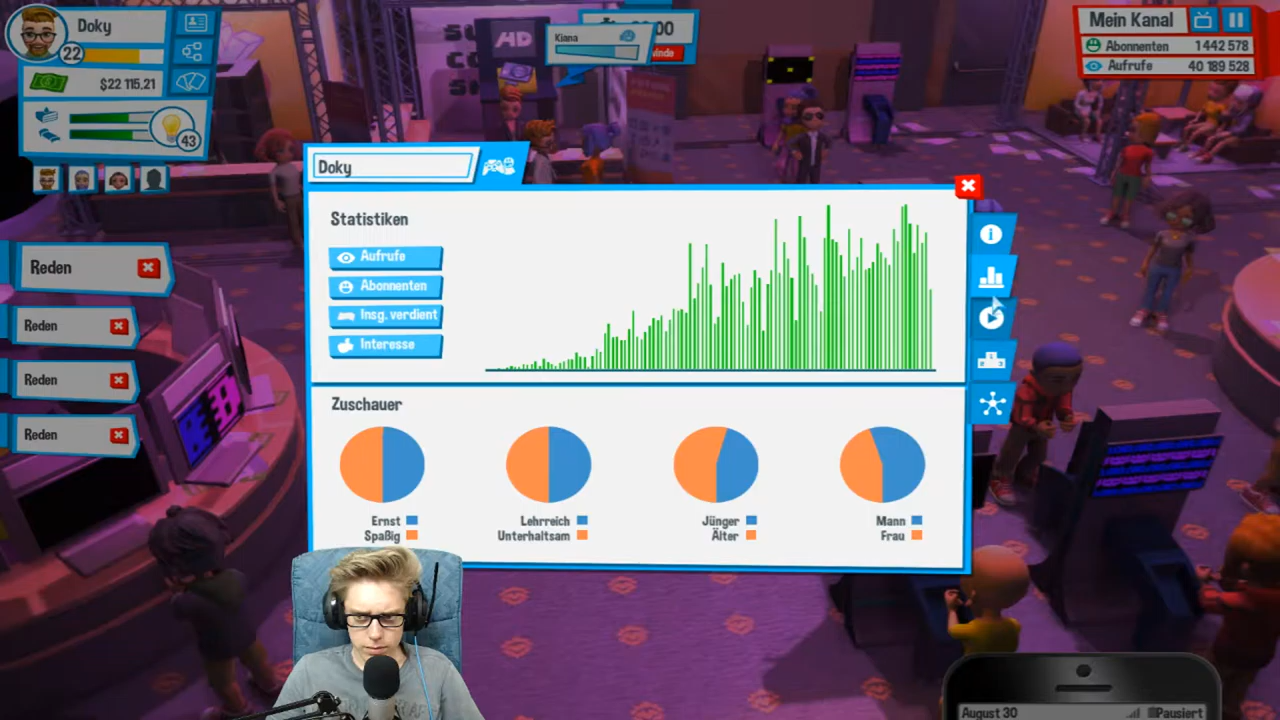 Doky
22
$22 115,21
43
Kiana
Mein Kanal
Abonnenten 1 442 578
Aufrufe 40 189 528
Reden
Reden
Reden
Reden
Doky
Statistiken
Aufrufe
Abonnenten
Insg. verdient
Interesse
Zuschauer
Ernst
Spaßig
Lehrreich
Unterhaltsam
Jünger
Älter
Mann
Frau
August 30
Pausiert